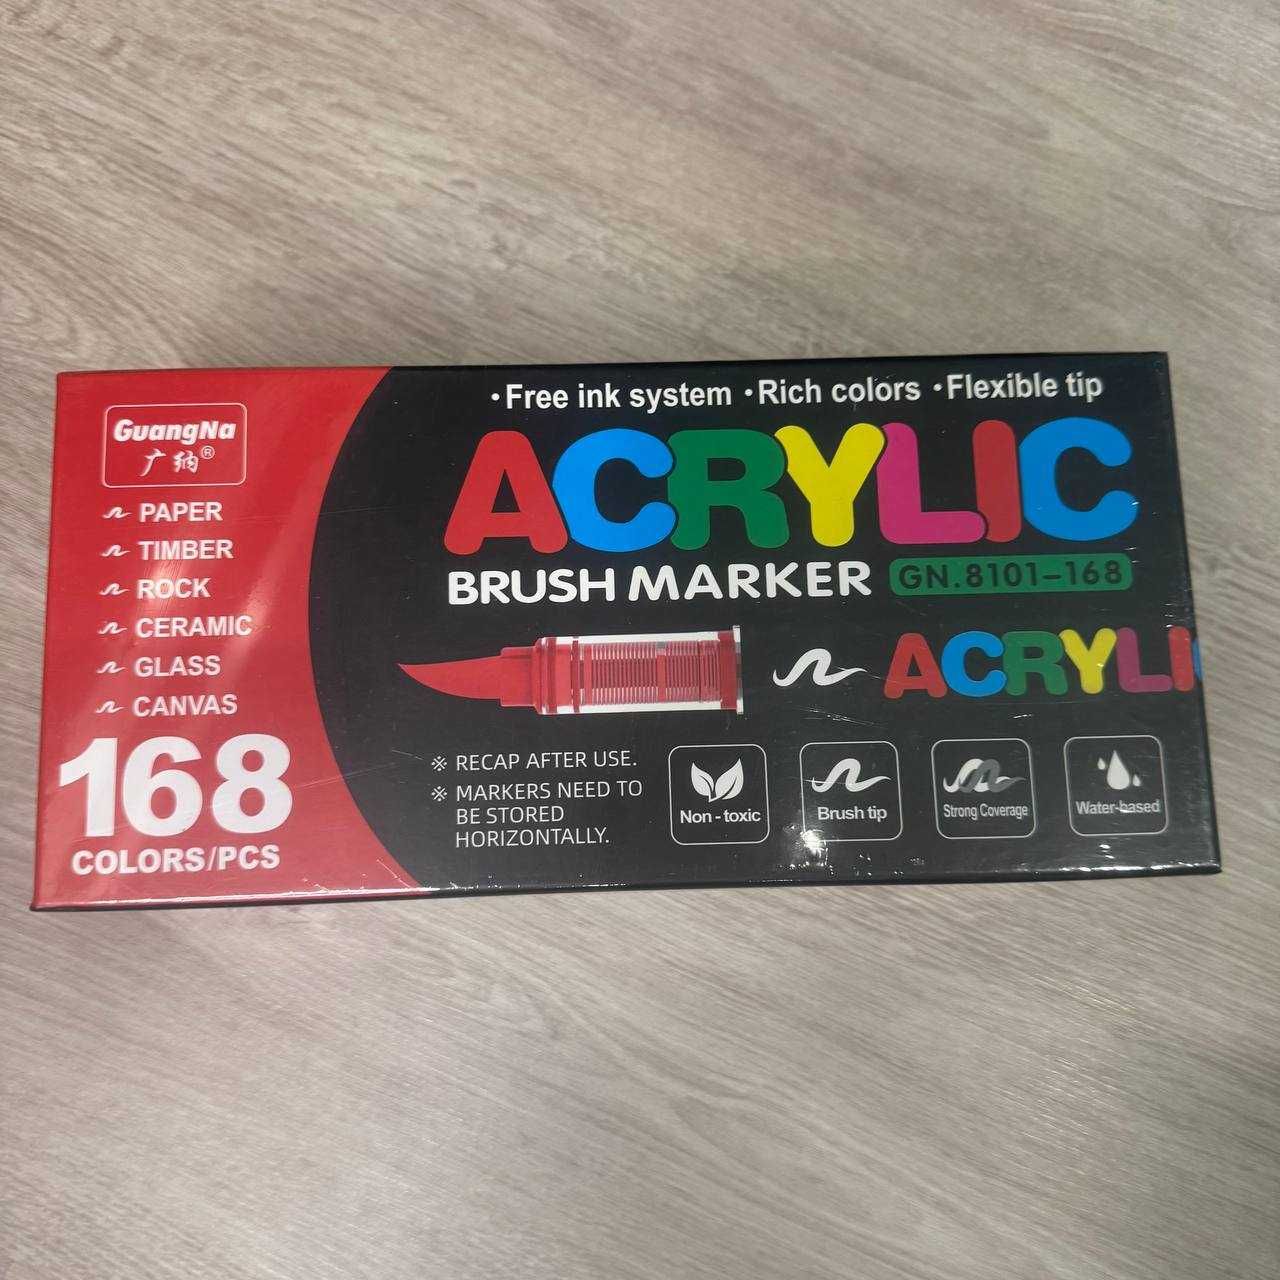 ·Free ink system ·Rich colors ·Flexible tip
GuangNa
广纳®
PAPER
TIMBER
ROCK
CERAMIC
GLASS
CANVAS
168
COLORS/PCS
ACRYLIC
BRUSH MARKER GN.8101-168
ACRYLI
※ RECAP AFTER USE.
※ MARKERS NEED TO
BE STORED
HORIZONTALLY.
Non-toxic
Brush tip
Strong Coverage
Water-based